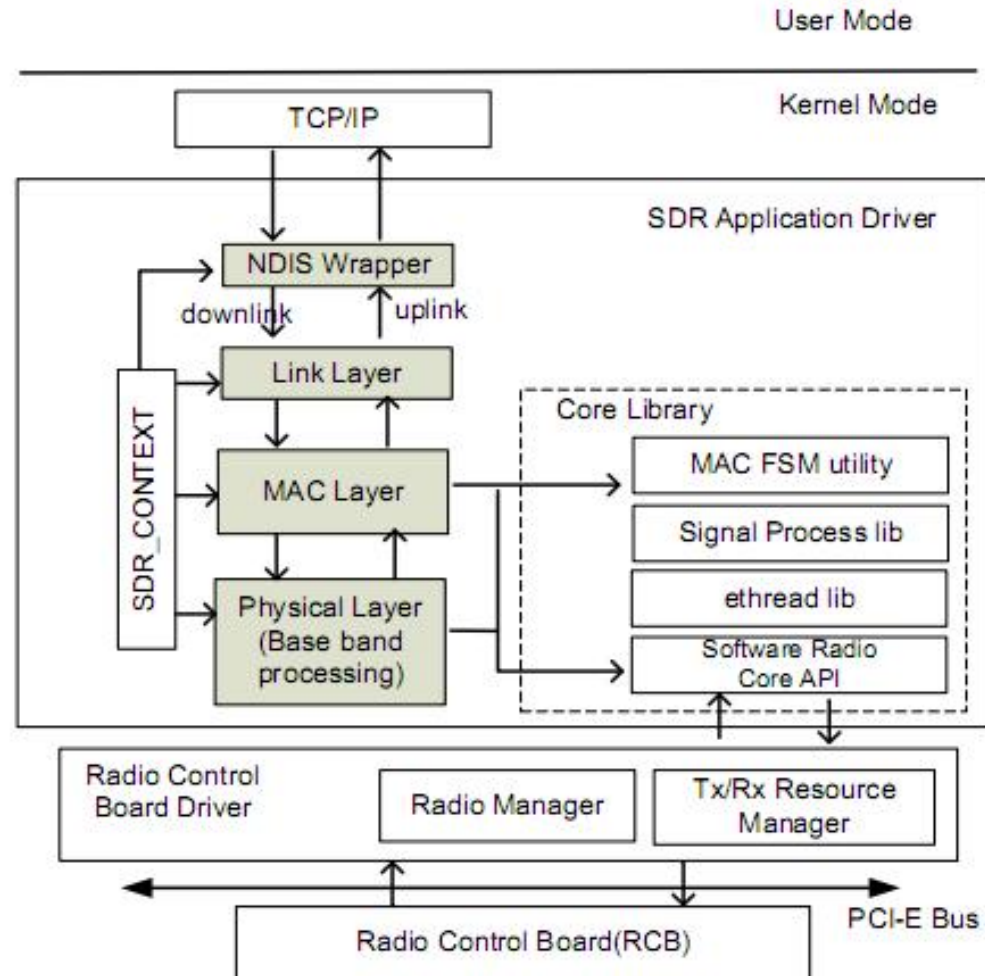 User Mode
Kernel Mode
TCP/IP
SDR Application Driver
NDIS Wrapper
downlink
uplink
Link Layer
SDR_CONTEXT
Core Library
MAC FSM utility
MAC Layer
Signal Process lib
ethread lib
Physical Layer
(Base band
processing)
Software Radio
Core API
Radio Control
Board Driver
Radio Manager
Tx/Rx Resource
Manager
PCI-E Bus
Radio Control Board(RCB)